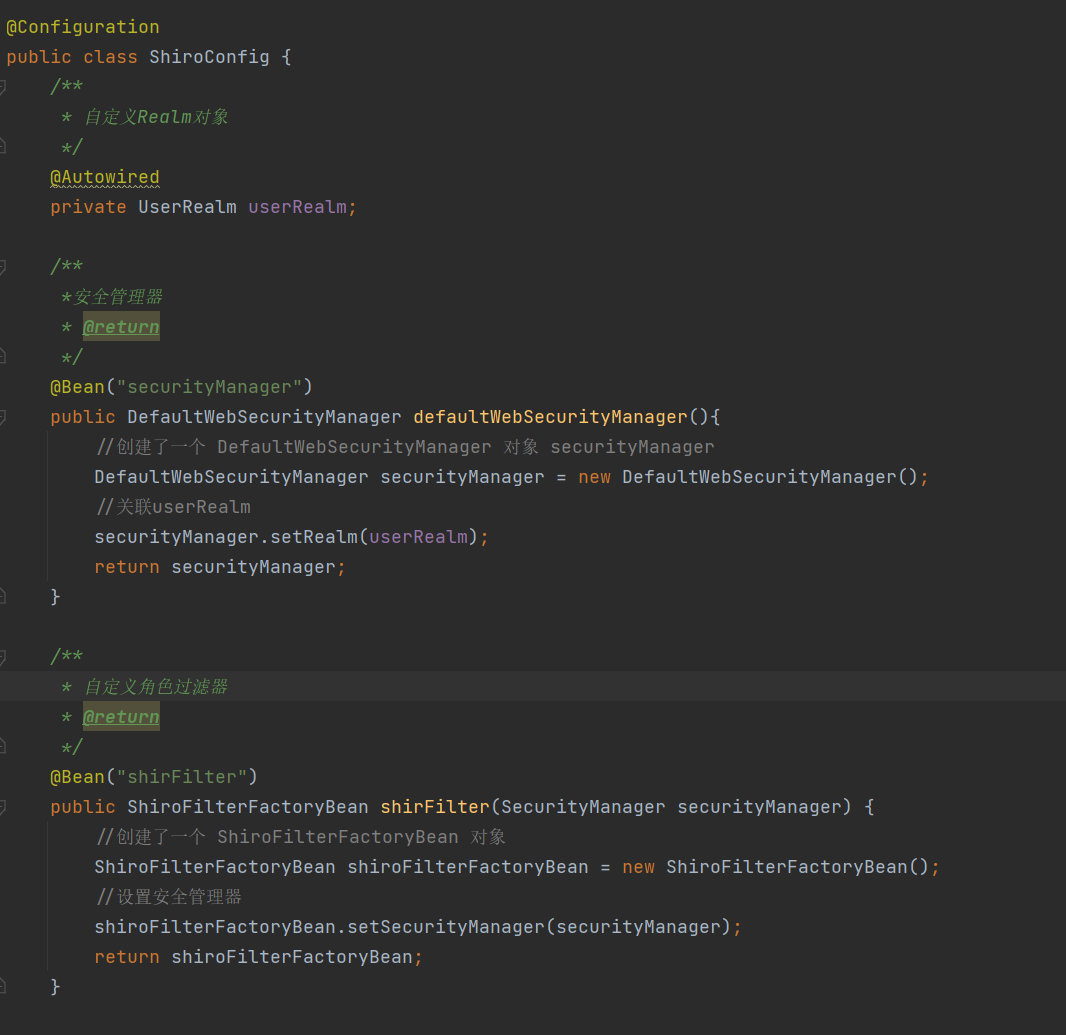 @Configuration
public class ShiroConfig {
/**
* 自定义Realm对象
*/
@Autowired
private UserRealm userRealm;
/**
*安全管理器
* @return
*/
@Bean("securityManager")
public DefaultWebSecurityManager defaultWebSecurityManager(){
//创建了一个 DefaultWebSecurityManager 对象 securityManager
DefaultWebSecurityManager securityManager = new DefaultWebSecurityManager();
//关联userRealm
securityManager.setRealm(userRealm);
return securityManager;
}
/**
* 自定义角色过滤器
* @return
*/
@Bean("shirFilter")
public ShiroFilterFactoryBean shirFilter(SecurityManager securityManager) {
//创建了一个 ShiroFilterFactoryBean 对象
ShiroFilterFactoryBean shiroFilterFactoryBean = new ShiroFilterFactoryBean();
//设置安全管理器
shiroFilterFactoryBean.setSecurityManager(securityManager);
return shiroFilterFactoryBean;
}